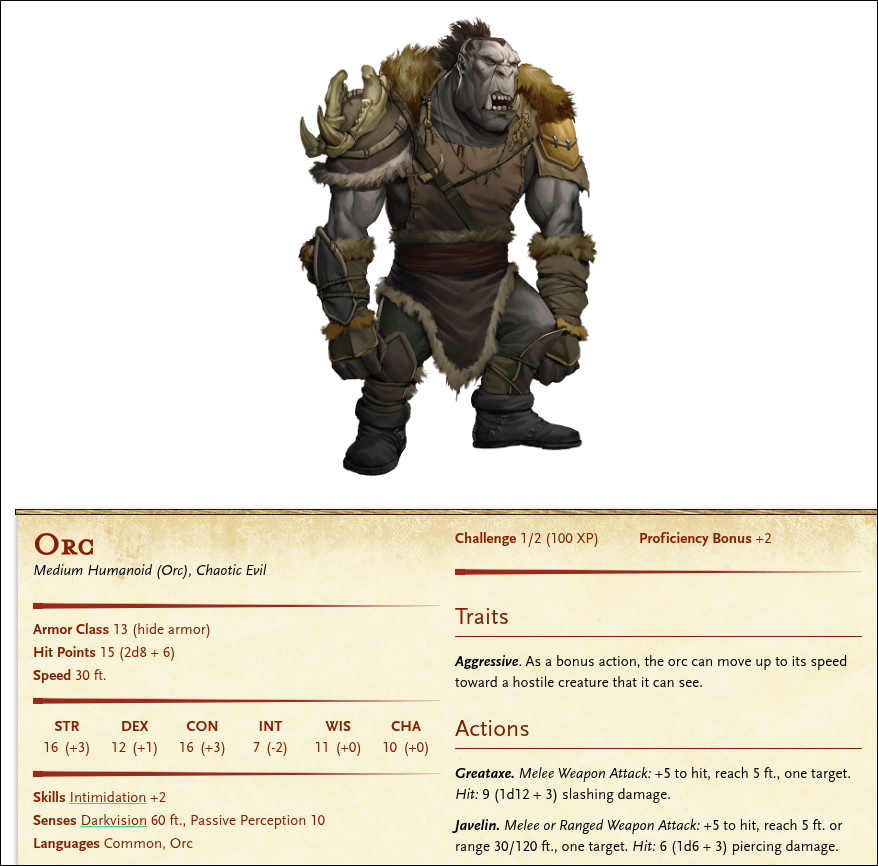 Orc
Medium Humanoid (Orc), Chaotic Evil
Armor Class 13 (hide armor)
Hit Points 15 (2d8 + 6)
Speed 30 ft.
STR DEX CON INT WIS CHA
16 (+3) 12 (+1) 16 (+3) 7 (-2) 11 (+0) 10 (+0)
Skills Intimidation +2
Senses Darkvision 60 ft., Passive Perception 10
Languages Common, Orc
Challenge 1/2 (100 XP) Proficiency Bonus +2
Traits
Aggressive. As a bonus action, the orc can move up to its speed
toward a hostile creature that it can see.
Actions
Greataxe. Melee Weapon Attack: +5 to hit, reach 5 ft., one target.
Hit: 9 (1d12 + 3) slashing damage.
Javelin. Melee or Ranged Weapon Attack: +5 to hit, reach 5 ft. or
range 30/120 ft., one target. Hit: 6 (1d6 + 3) piercing damage.